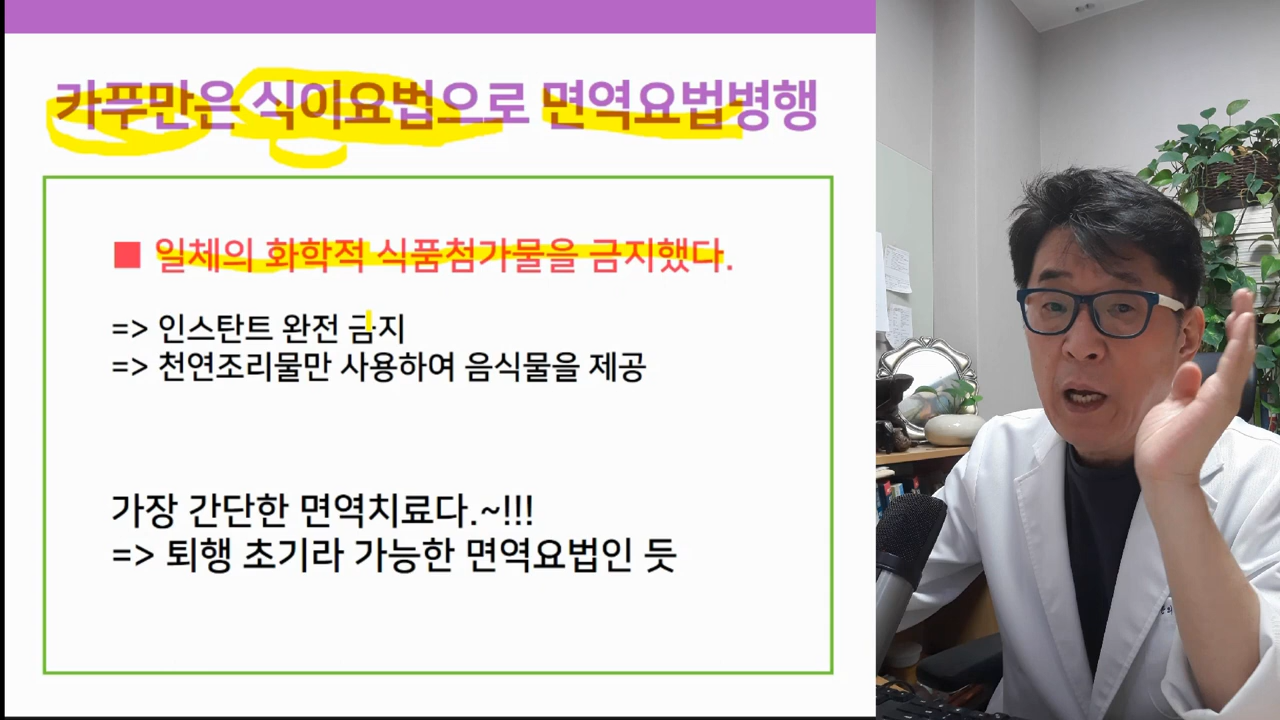 카푸만은 식이요법으로 면역요법병행
■ 일체의 화학적 식품첨가물을 금지했다.
=> 인스탄트 완전 금지
=> 천연조리물만 사용하여 음식물을 제공
가장 간단한 면역치료다.~!!!
=> 퇴행 초기라 가능한 면역요법인 듯